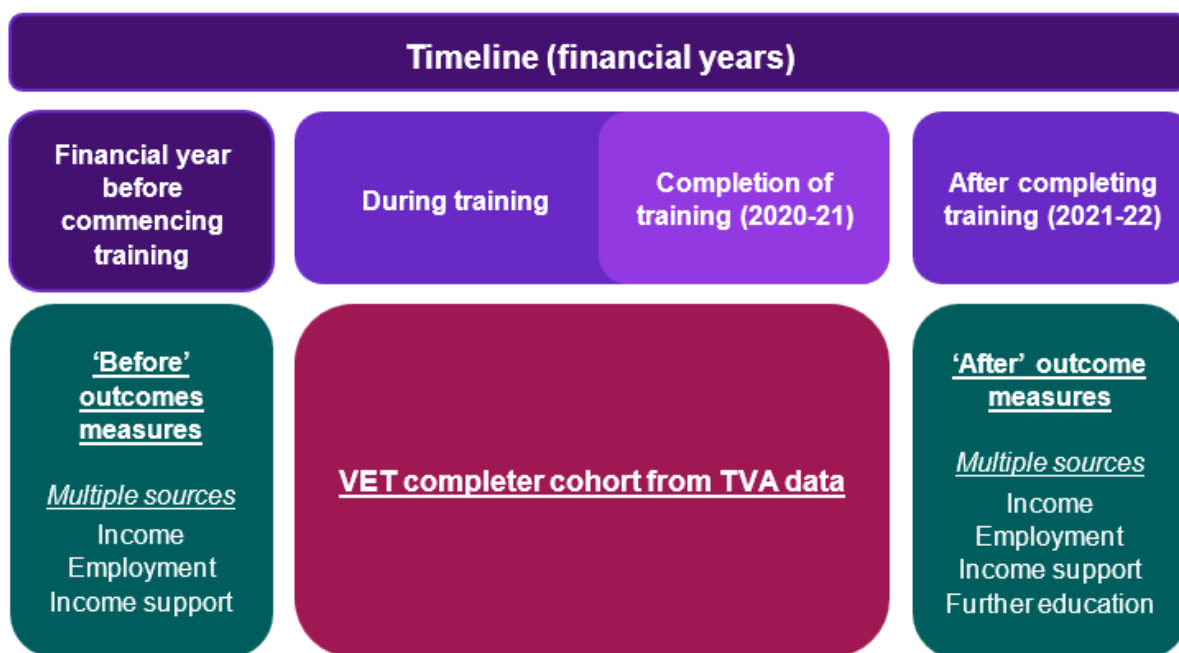 Timeline (financial years)
Financial year
before
commencing
training
During training
Completion of
training (2020-21)
After completing
training (2021-22)
‘Before’
outcomes
measures
Multiple sources
Income
Employment
Income support
VET completer cohort from TVA data
‘After’ outcome
measures
Multiple sources
Income
Employment
Income support
Further education